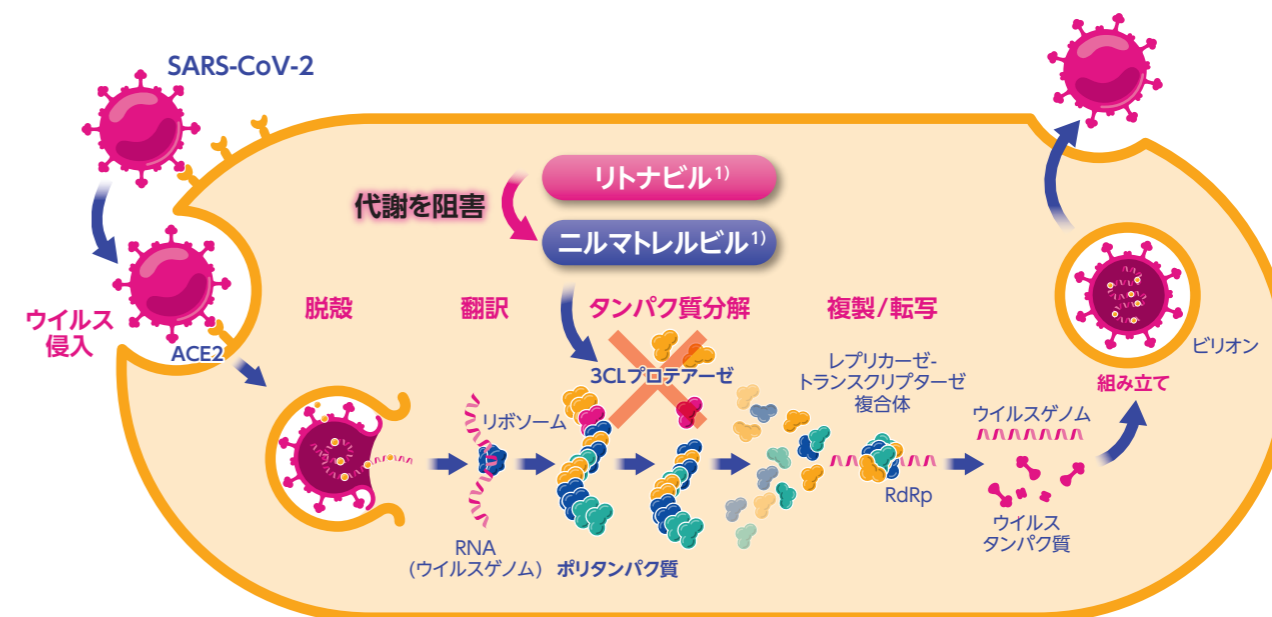 SARS-CoV-2
リトナビル1)
代謝を阻害
ニルマトレルビル1)
ウイルス
侵入
ACE2
脱殻
翻訳
タンパク質分解
複製/転写
3CLプロテアーゼ
レプリカーゼ-
トランスクリプターゼ
複合体
リボソーム
RNA
(ウイルスゲノム)
ポリタンパク質
RdRp
ウイルスゲノム
ウイルス
タンパク質
組み立て
ビリオン